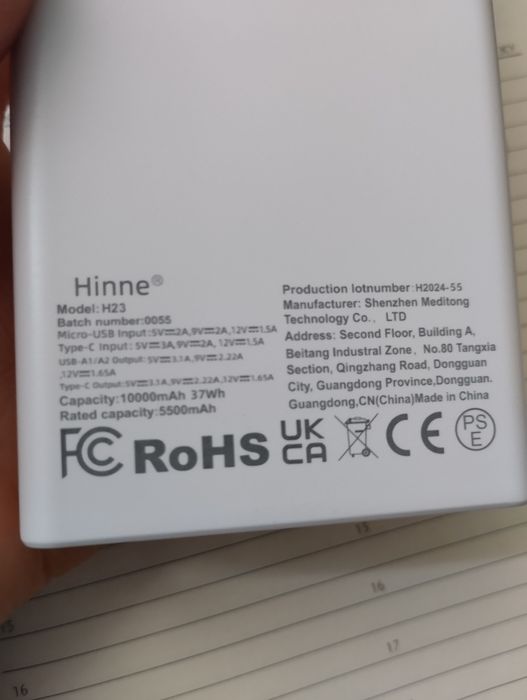 Hinne®
Model: H23
Batch number:0055
Micro-USB Input:5V⎓2A,9V⎓2A,12V⎓1.5A
Type-C Input: 5V⎓3A,9V⎓2A, 12V⎓1.5A
USB-A1/A2 Output: 5V⎓3.1A,9V⎓2.22A
,12V⎓1.65A
Type-C Output:5V⎓3.1A,9V⎓2.22A,12V⎓1.65A
Capacity:10000mAh 37Wh
Rated capacity:5500mAh
Production lotnumber: H2024-55
Manufacturer: Shenzhen Meditong
Technology Co.，LTD
Address: Second Floor, Building A,
Beitang Industral Zone，No.80 Tangxia
Section, Qingzhang Road, Dongguan
City, Guangdong Province,Dongguan.
Guangdong,CN(China)Made in China
FC RoHS UK CA CE PS E
13
16
17
15
16